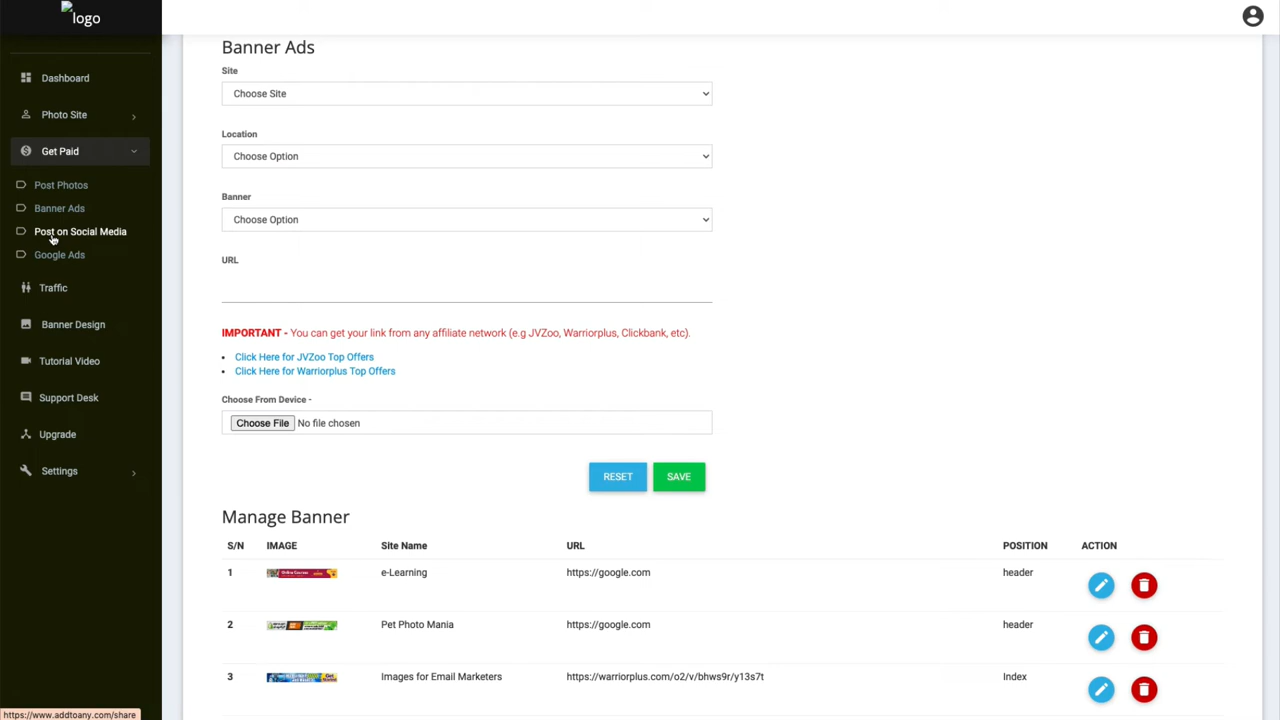 logo
Dashboard
Photo Site
Get Paid
Post Photos
Banner Ads
Post on Social Media
Google Ads
Traffic
Banner Design
Tutorial Video
Support Desk
Upgrade
Settings
https://www.addtoany.com/share
Banner Ads
Site
Choose Site
Location
Choose Option
Banner
Choose Option
URL
IMPORTANT - You can get your link from any affiliate network (e.g JVZoo, Warriorplus, Clickbank, etc).
Click Here for JVZoo Top Offers
Click Here for Warriorplus Top Offers
Choose From Device -
Choose File No file chosen
RESET SAVE
Manage Banner
S/N IMAGE Site Name URL POSITION ACTION
1 e-Learning https://google.com header
2 Pet Photo Mania https://google.com header
3 Images for Email Marketers https://warriorplus.com/o2/v/bhws9r/y13s7t Index